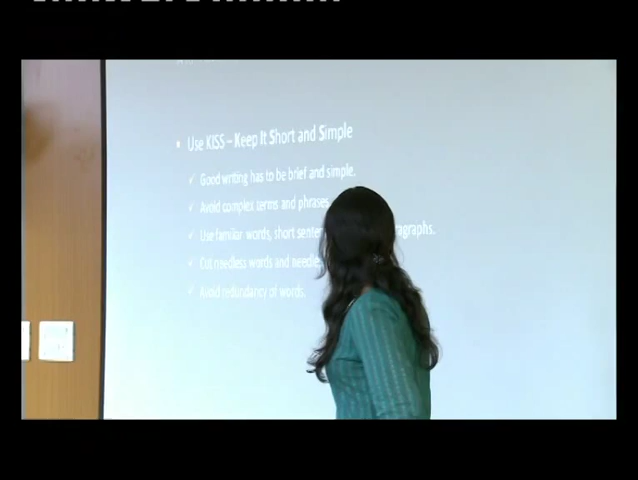 • Use KISS – Keep It Short and Simple
✓ Good writing has to be brief and simple.
✓ Avoid complex terms and phrases
✓ Use familiar words, short senten ragraphs.
✓ Cut needless words and needle
✓ Avoid redundancy of words.